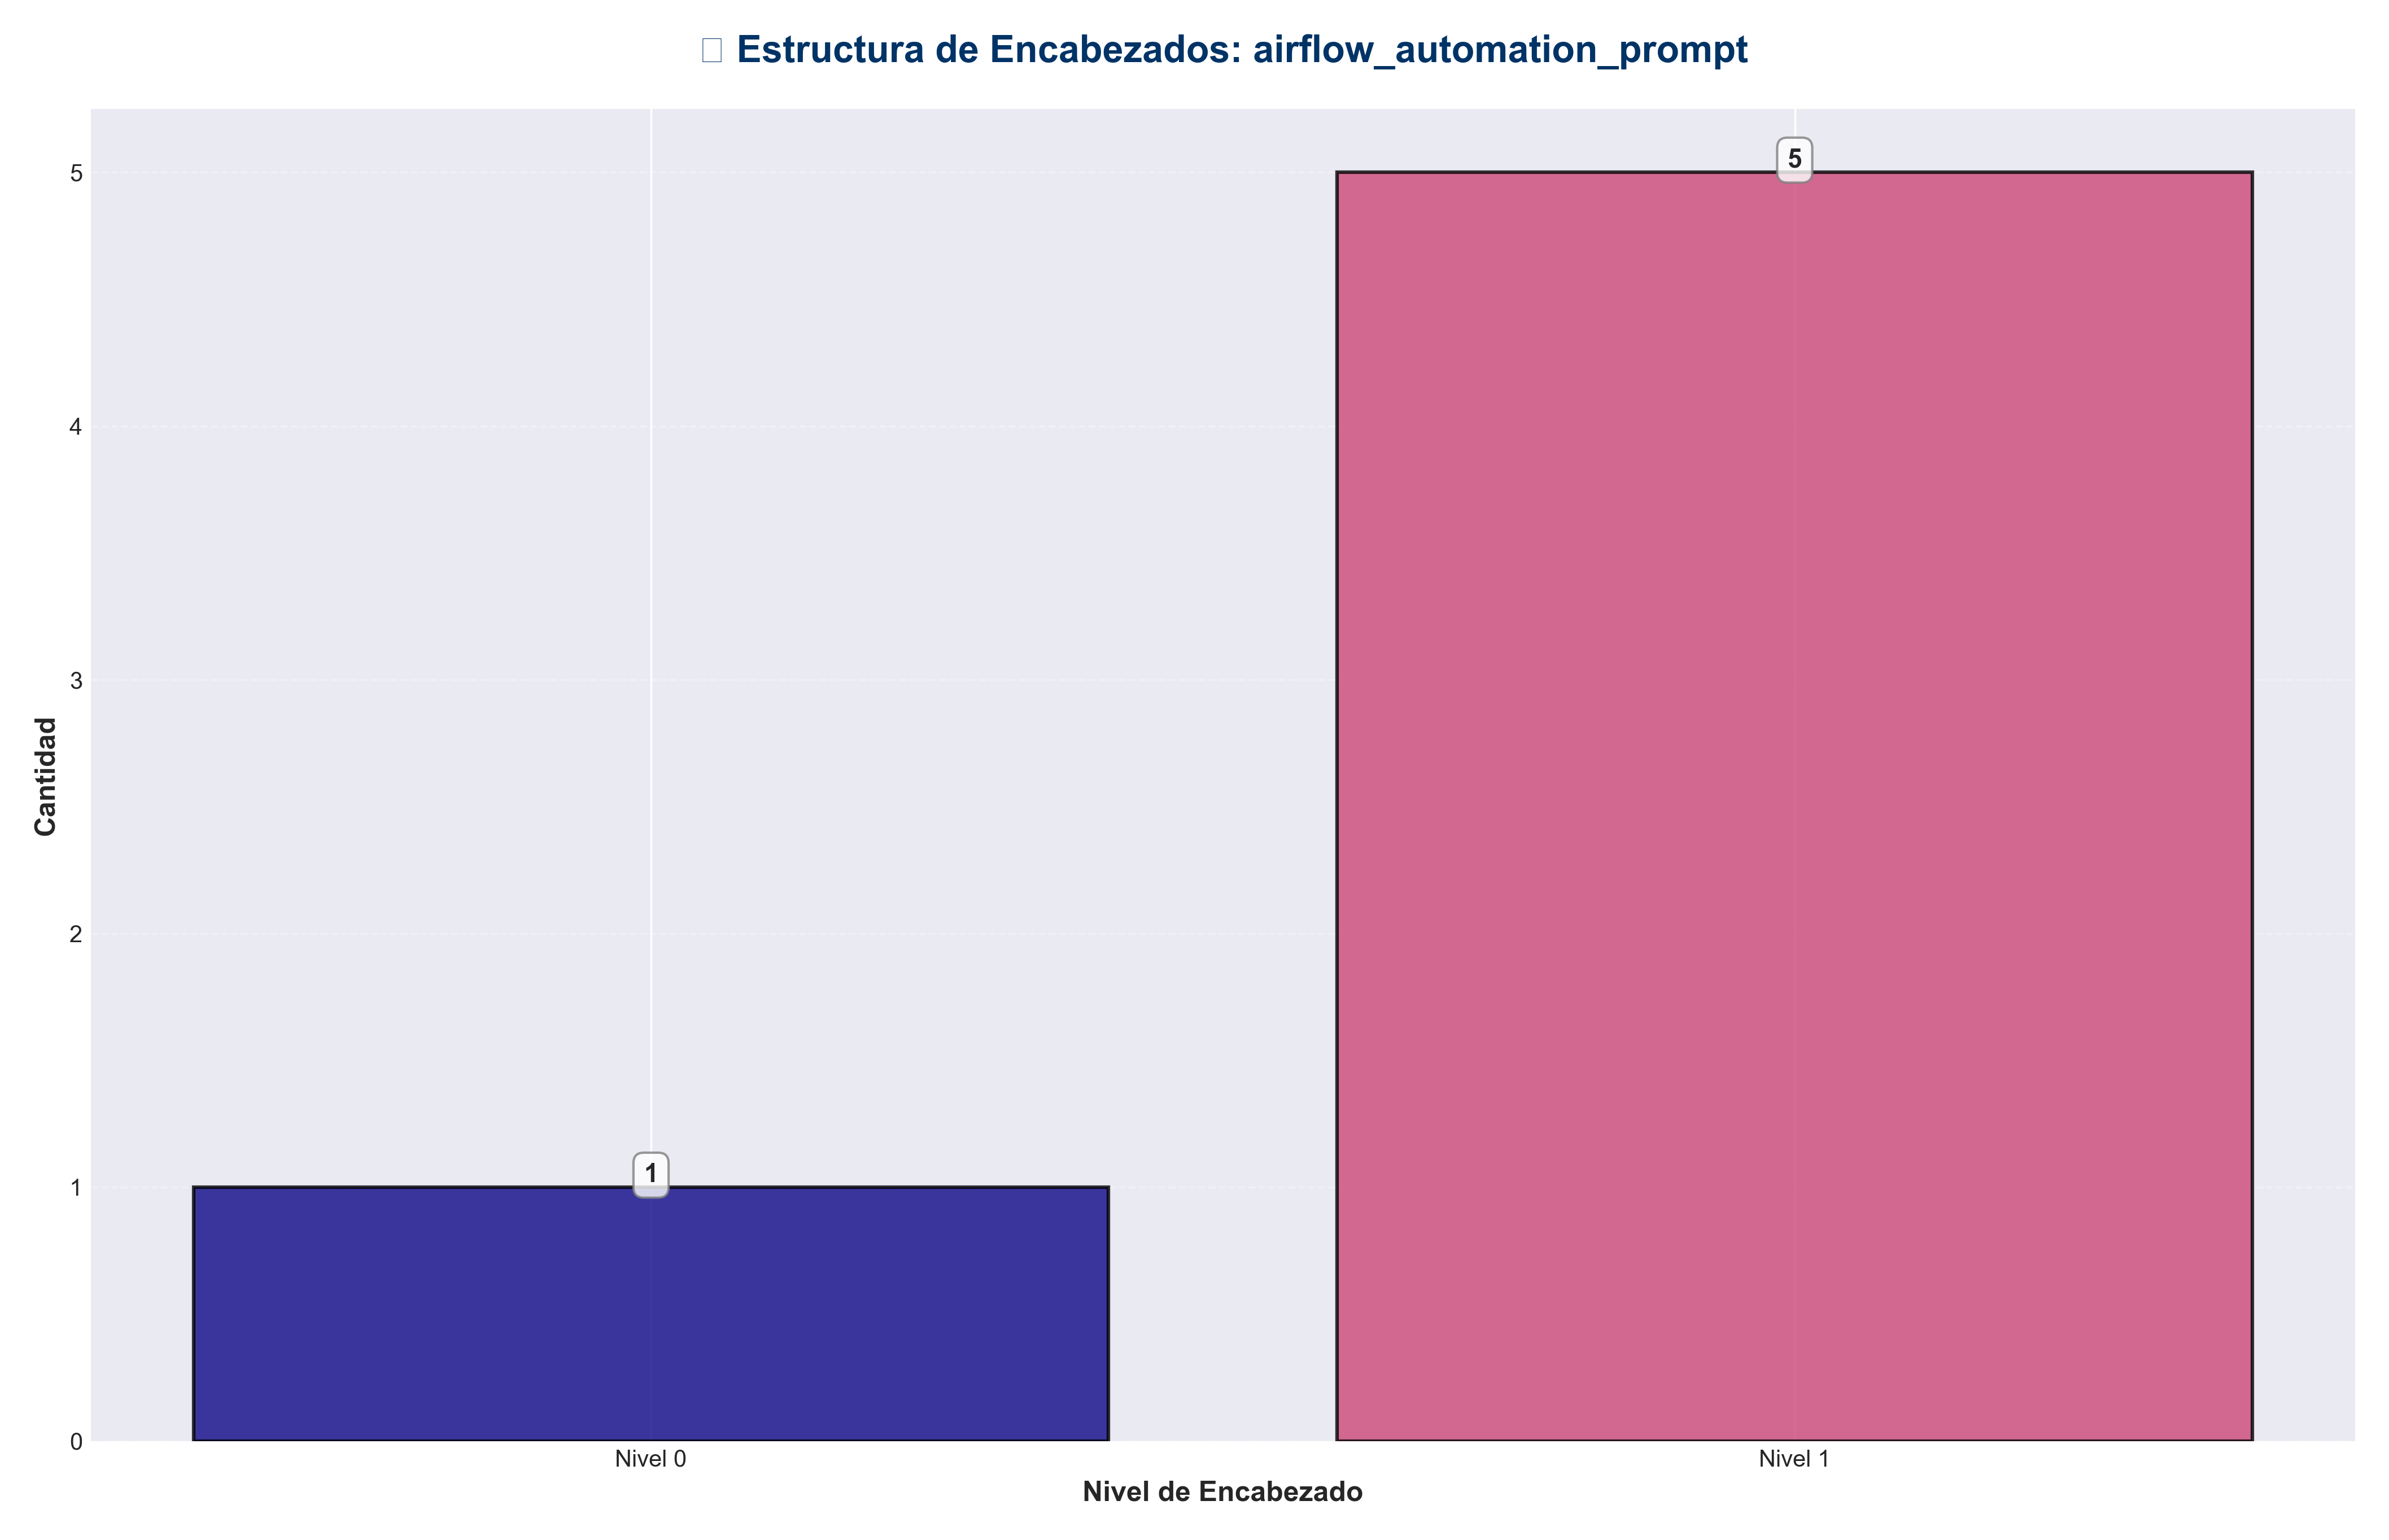 Estructura de Encabezados: airflow_automation_prompt
5
5
4
3
2
1
1
0
Cantidad
Nivel 0
Nivel 1
Nivel de Encabezado